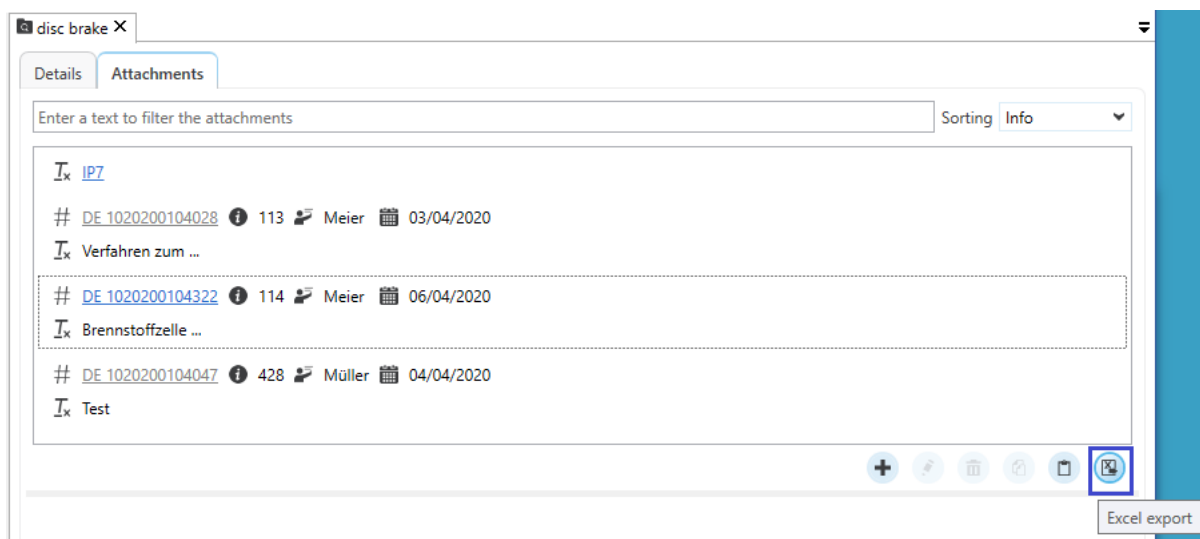 disc brake
Details Attachments
Enter a text to filter the attachments Sorting Info
IP7
# DE 1020200104028 113 Meier 03/04/2020
Verfahren zum ...
# DE 1020200104322 114 Meier 06/04/2020
Brennstoffzelle ...
# DE 1020200104047 428 Müller 04/04/2020
Test
Excel export